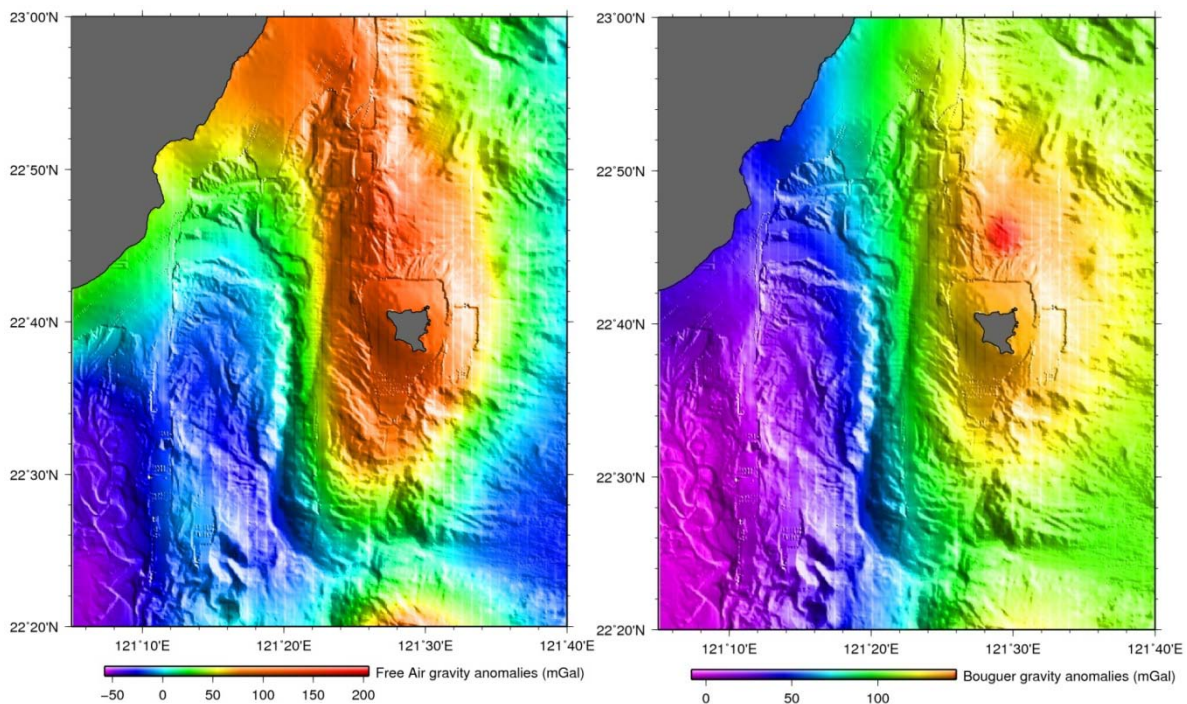 23˚00'N
22˚50'N
22˚40'N
22˚30'N
22˚20'N
121˚10'E 121˚20'E 121˚30'E 121˚40'E
Free Air gravity anomalies (mGal)
−50 0 50 100 150 200
23˚00'N
22˚50'N
22˚40'N
22˚30'N
22˚20'N
121˚10'E 121˚20'E 121˚30'E 121˚40'E
Bouguer gravity anomalies (mGal)
0 50 100